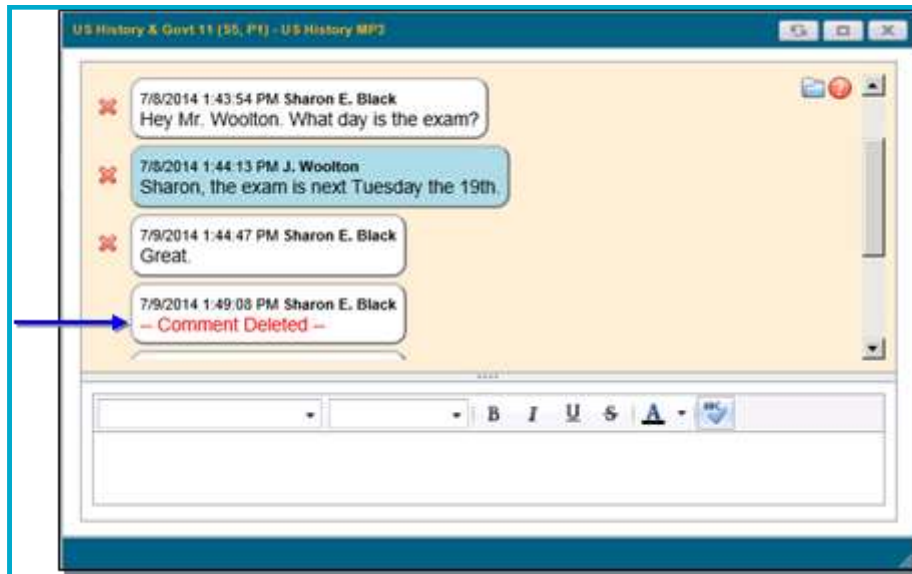 US History & Govt 11 (S5, P1) - US History MP3
7/8/2014 1:43:54 PM Sharon E. Black
Hey Mr. Woolton. What day is the exam?
7/8/2014 1:44:13 PM J. Woolton
Sharon, the exam is next Tuesday the 19th.
7/9/2014 1:44:47 PM Sharon E. Black
Great.
7/9/2014 1:49:08 PM Sharon E. Black
-- Comment Deleted --
B I U S A ABC